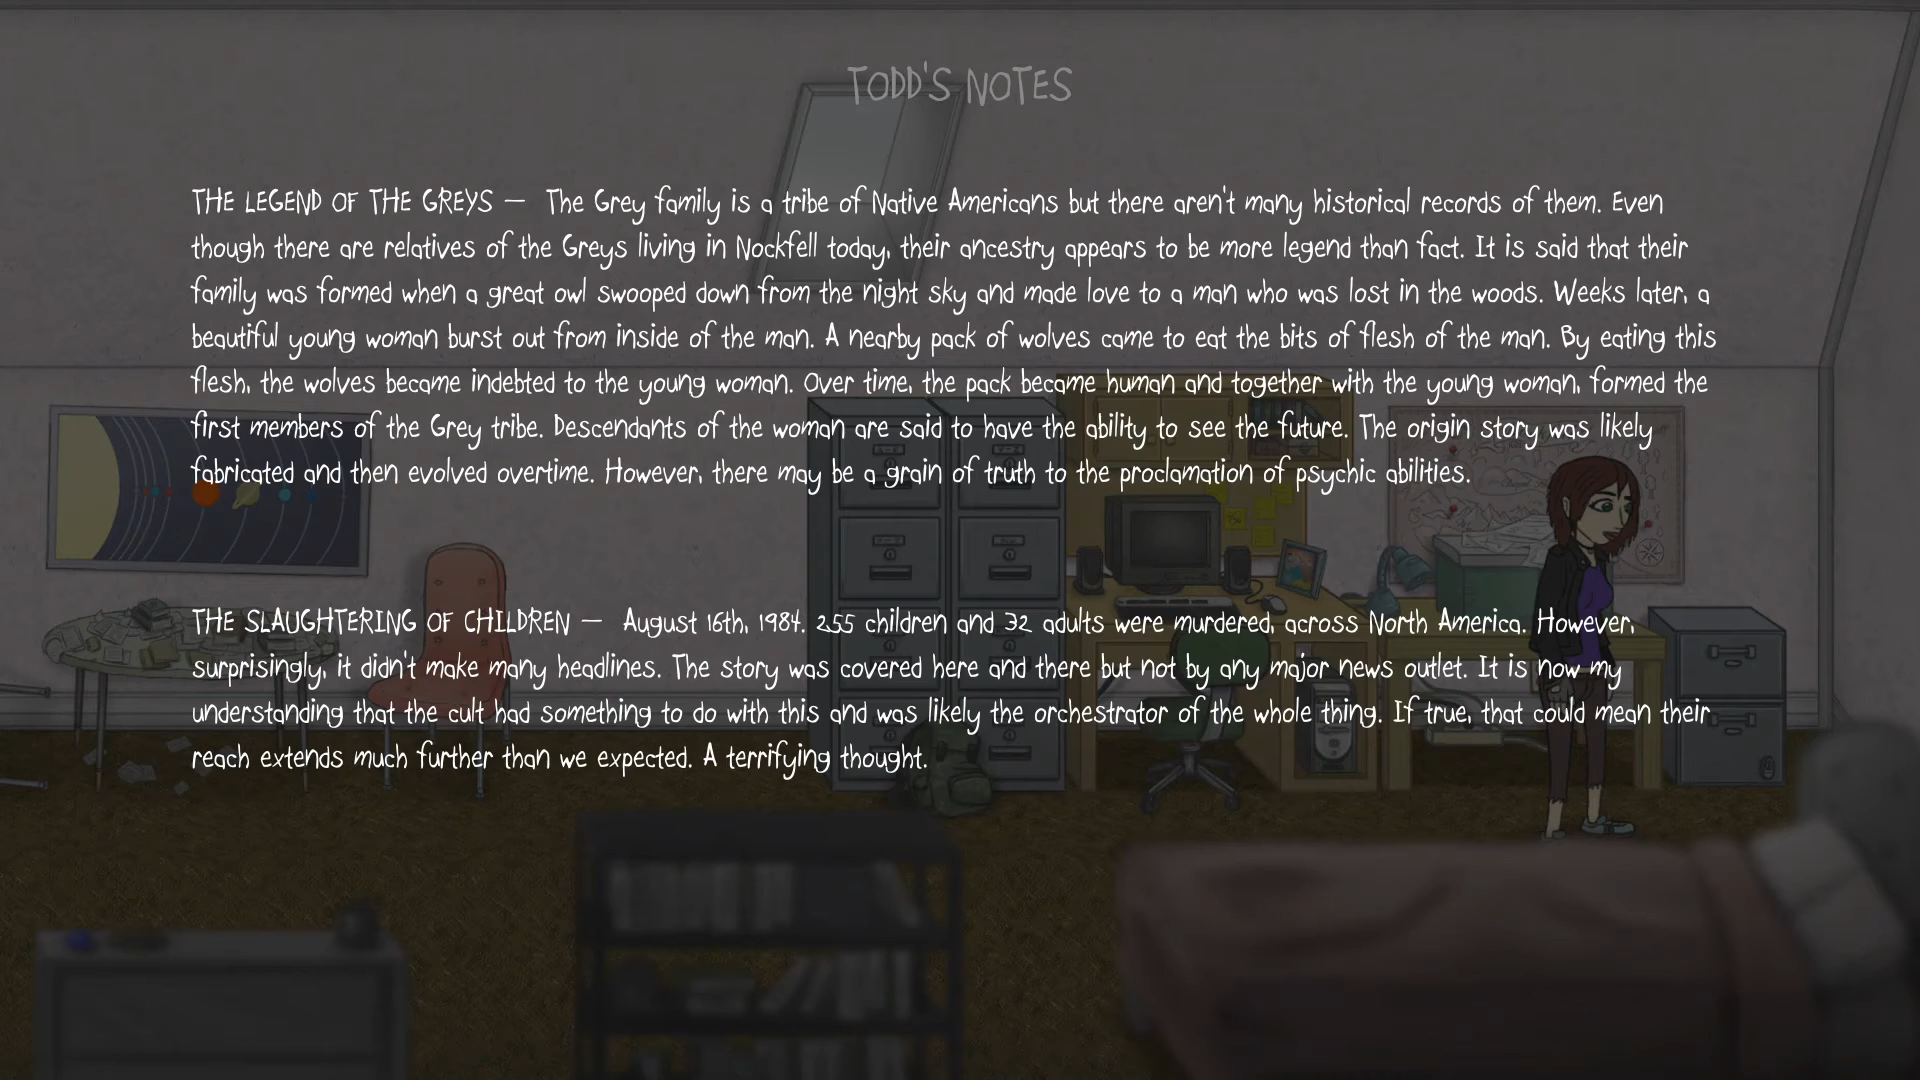 TODD'S NOTES
THE LEGEND OF THE GREYS — The Grey family is a tribe of Native Americans but there aren't many historical records of them. Even
though there are relatives of the Greys living in Nockfell today, their ancestry appears to be more legend than fact. It is said that their
family was formed when a great owl swooped down from the night sky and made love to a man who was lost in the woods. Weeks later, a
beautiful young woman burst out from inside of the man. A nearby pack of wolves came to eat the bits of flesh of the man. By eating this
flesh, the wolves became indebted to the young woman. Over time, the pack became human and together with the young woman, formed the
first members of the Grey tribe. Descendants of the woman are said to have the ability to see the future. The origin story was likely
fabricated and then evolved overtime. However, there may be a grain of truth to the proclamation of psychic abilities.
THE SLAUGHTERING OF CHILDREN — August 16th, 1984. 255 children and 32 adults were murdered, across North America. However,
surprisingly, it didn't make many headlines. The story was covered here and there but not by any major news outlet. It is now my
understanding that the cult had something to do with this and was likely the orchestrator of the whole thing. If true, that could mean their
reach extends much further than we expected. A terrifying thought.